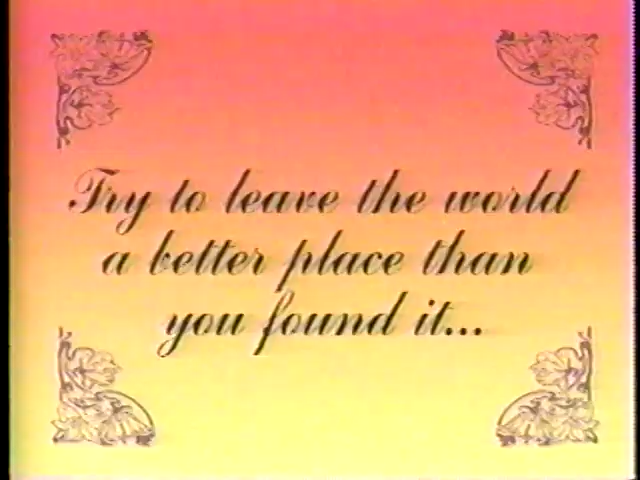 Try to leave the world
a better place than
you found it...